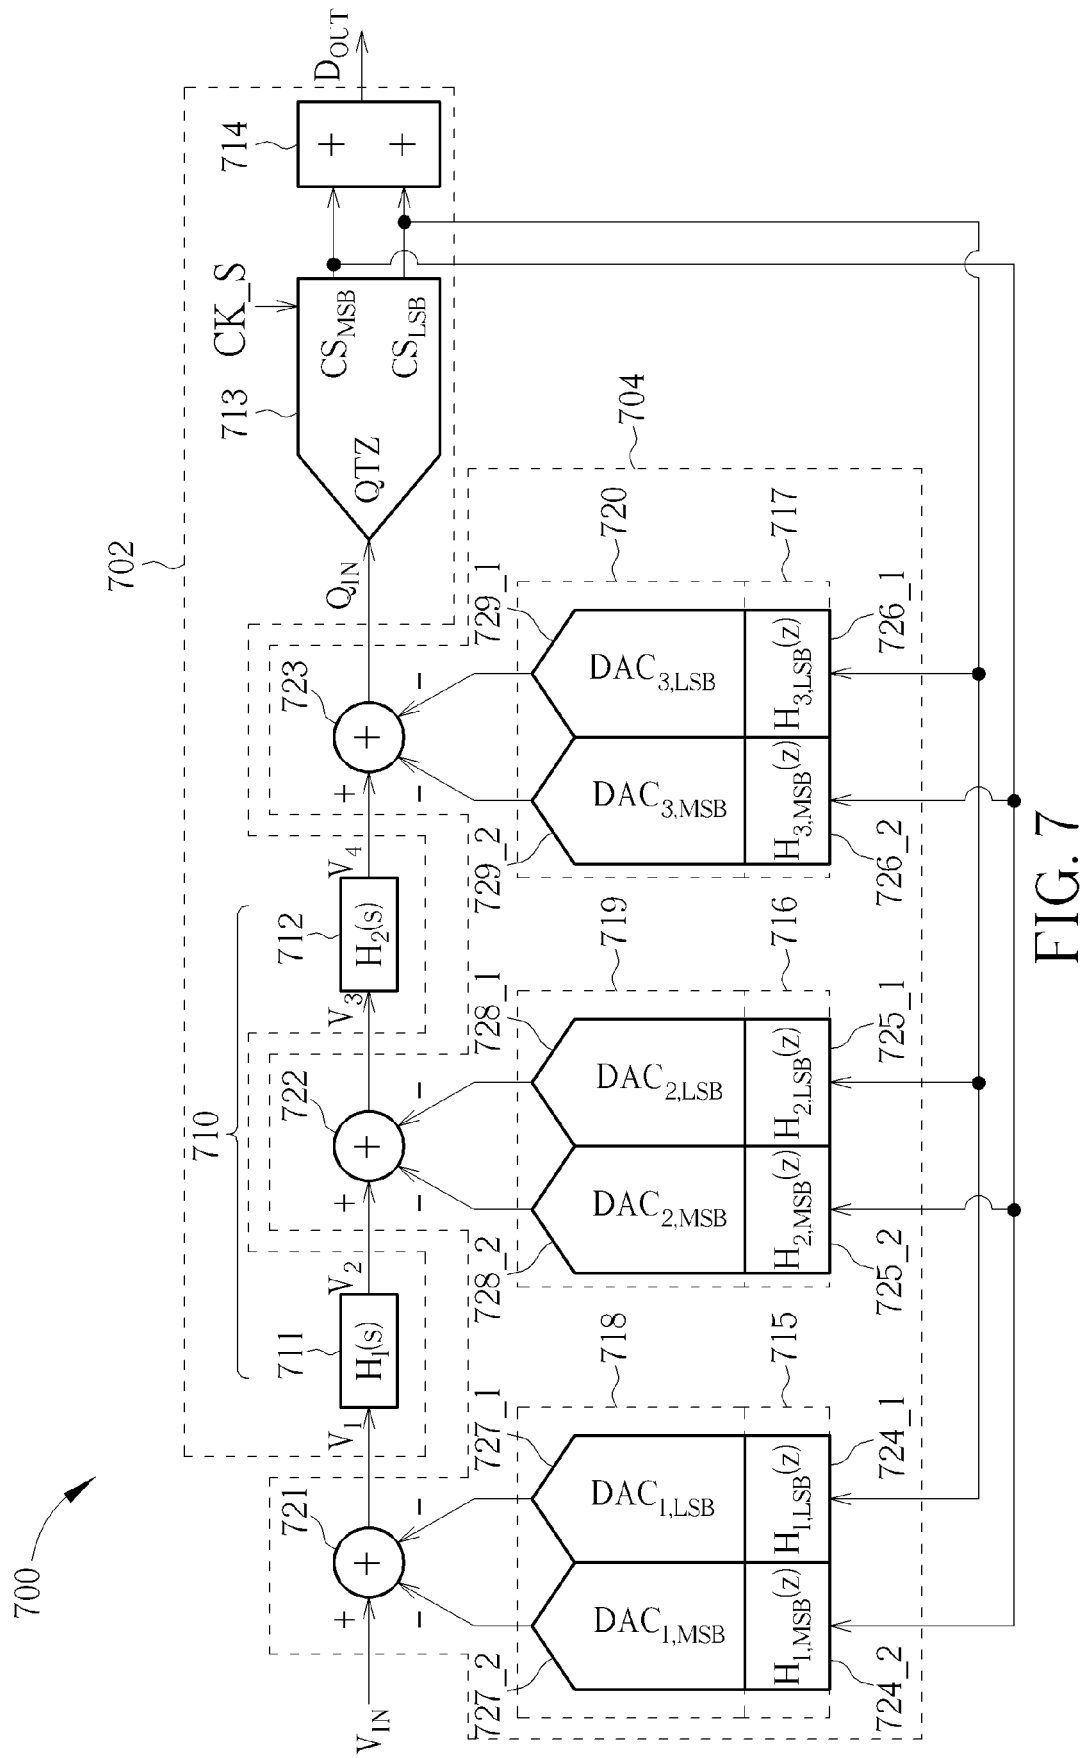 700
702
710
CK_S
713
714
D_OUT
711
712
721
722
723
V_IN
+
+
V_1
H_1(s)
V_2
+
+
V_3
H_2(s)
V_4
+
+
Q_IN
QTZ
CS_MSB
CS_LSB
+
+
−
−
−
−
−
−
704
727_2
727_1
728_2
728_1
729_2
729_1
718
719
720
DAC_1,MSB
DAC_1,LSB
DAC_2,MSB
DAC_2,LSB
DAC_3,MSB
DAC_3,LSB
715
716
717
H_1,MSB(z)
H_1,LSB(z)
H_2,MSB(z)
H_2,LSB(z)
H_3,MSB(z)
H_3,LSB(z)
724_2
724_1
725_2
725_1
726_2
726_1
FIG. 7